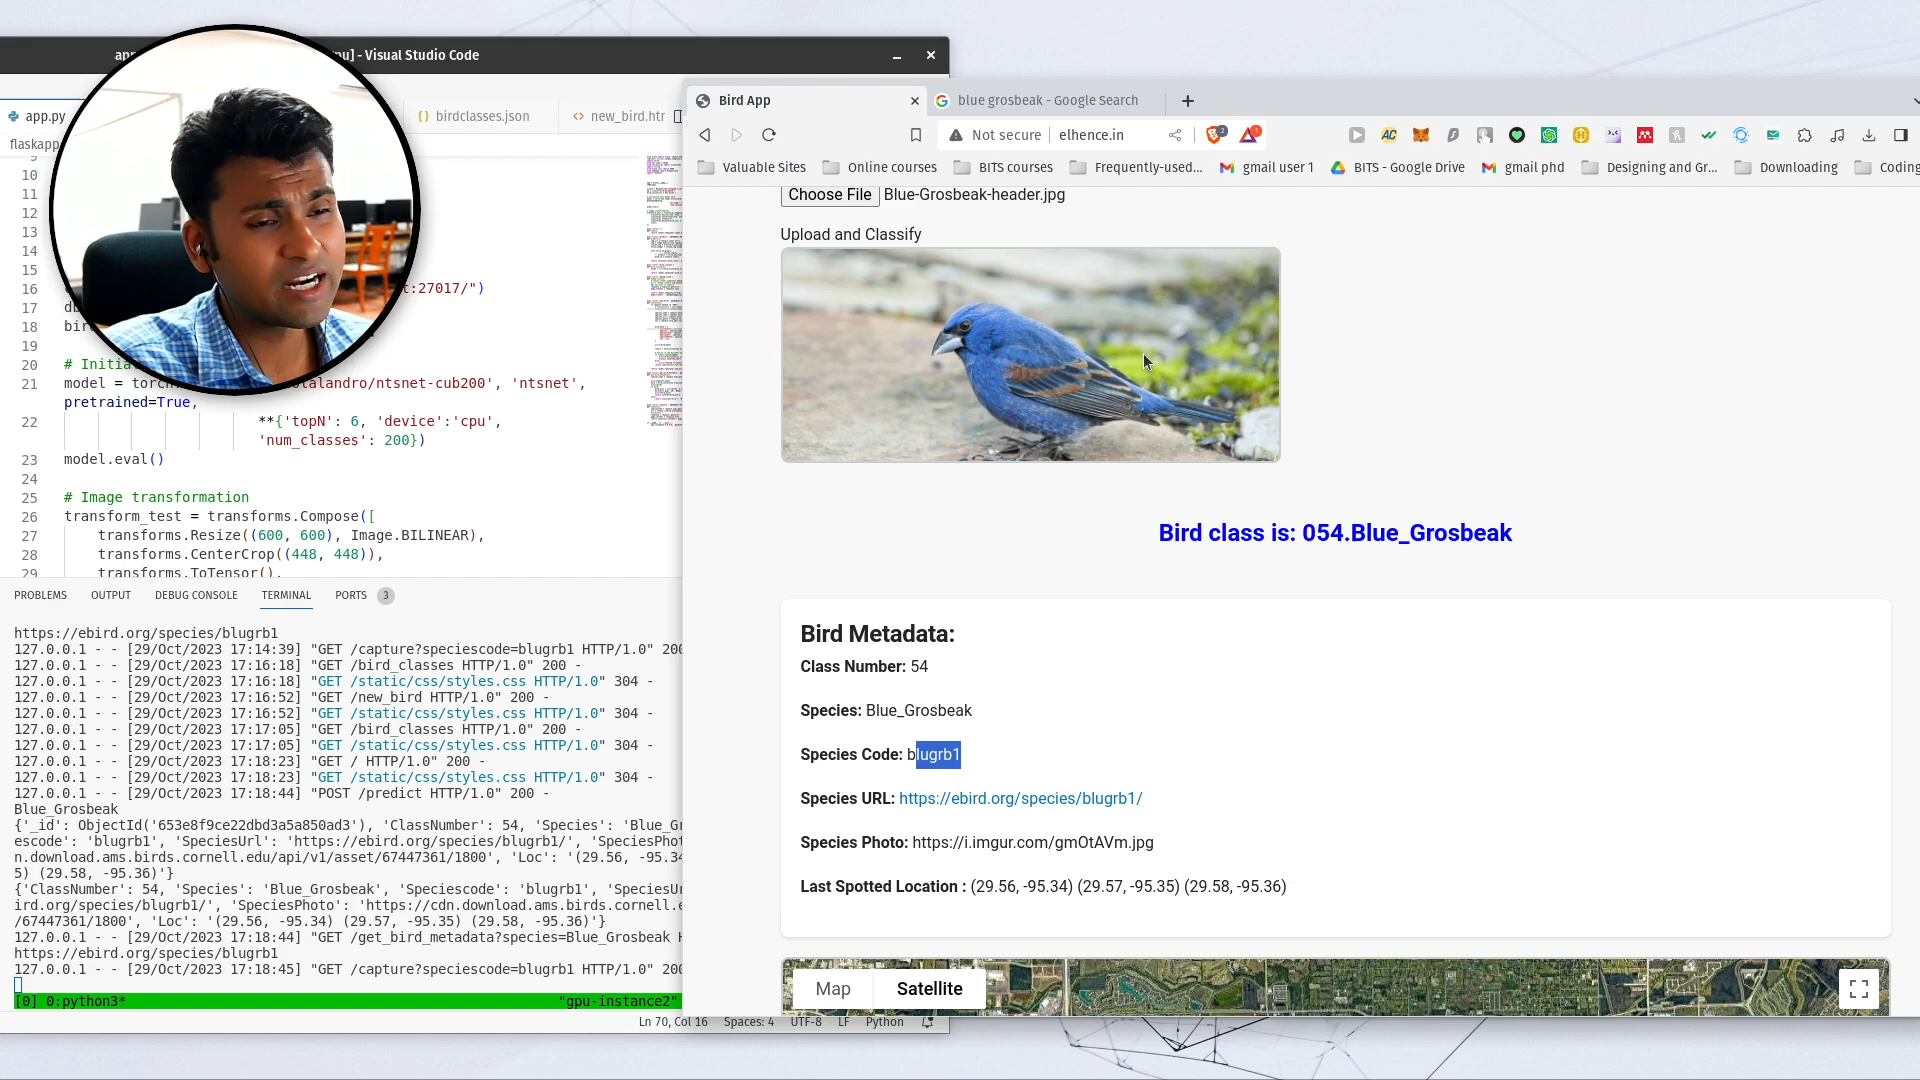 ap
pu] - Visual Studio Code
app.py
birdclasses.json
new_bird.htr
flaskapp
9
10
11
12
13
14
15
16
t:27017/")
17
db
18
bir
19
20
# Initia
21
model = torch
alandro/ntsnet-cub200', 'ntsnet',
pretrained=True,
22
**{'topN': 6, 'device':'cpu',
'num_classes': 200})
23
model.eval()
24
25
# Image transformation
26
transform_test = transforms.Compose([
27
transforms.Resize((600, 600), Image.BILINEAR),
28
transforms.CenterCrop((448, 448)),
29
transforms.ToTensor(),
PROBLEMS
OUTPUT
DEBUG CONSOLE
TERMINAL
PORTS
3
https://ebird.org/species/blugrb1
127.0.0.1 - - [29/Oct/2023 17:14:39] "GET /capture?speciescode=blugrb1 HTTP/1.0" 200
127.0.0.1 - - [29/Oct/2023 17:16:18] "GET /bird_classes HTTP/1.0" 200 -
127.0.0.1 - - [29/Oct/2023 17:16:18] "GET /static/css/styles.css HTTP/1.0" 304 -
127.0.0.1 - - [29/Oct/2023 17:16:52] "GET /new_bird HTTP/1.0" 200 -
127.0.0.1 - - [29/Oct/2023 17:16:52] "GET /static/css/styles.css HTTP/1.0" 304 -
127.0.0.1 - - [29/Oct/2023 17:17:05] "GET /bird_classes HTTP/1.0" 200 -
127.0.0.1 - - [29/Oct/2023 17:17:05] "GET /static/css/styles.css HTTP/1.0" 304 -
127.0.0.1 - - [29/Oct/2023 17:18:23] "GET / HTTP/1.0" 200 -
127.0.0.1 - - [29/Oct/2023 17:18:23] "GET /static/css/styles.css HTTP/1.0" 304 -
127.0.0.1 - - [29/Oct/2023 17:18:44] "POST /predict HTTP/1.0" 200 -
Blue_Grosbeak
{'_id': ObjectId('653e8f9ce22dbd3a5a850ad3'), 'ClassNumber': 54, 'Species': 'Blue_Gr
escode': 'blugrb1', 'SpeciesUrl': 'https://ebird.org/species/blugrb1/', 'SpeciesPhot
n.download.ams.birds.cornell.edu/api/v1/asset/67447361/1800', 'Loc': '(29.56, -95.34
5) (29.58, -95.36)'}
{'ClassNumber': 54, 'Species': 'Blue_Grosbeak', 'Speciescode': 'blugrb1', 'SpeciesUr
ird.org/species/blugrb1/', 'SpeciesPhoto': 'https://cdn.download.ams.birds.cornell.e
/67447361/1800', 'Loc': '(29.56, -95.34) (29.57, -95.35) (29.58, -95.36)'}
127.0.0.1 - - [29/Oct/2023 17:18:44] "GET /get_bird_metadata?species=Blue_Grosbeak H
https://ebird.org/species/blugrb1
127.0.0.1 - - [29/Oct/2023 17:18:45] "GET /capture?speciescode=blugrb1 HTTP/1.0" 200
[0] 0:python3*
"gpu-instance2"
Ln 70, Col 16
Spaces: 4
UTF-8
LF
Python
Bird App
blue grosbeak - Google Search
Not secure
elhence.in
2
1
AC
Valuable Sites
Online courses
BITS courses
Frequently-used...
gmail user 1
BITS - Google Drive
gmail phd
Designing and Gr...
Downloading
Coding
Choose File
Blue-Grosbeak-header.jpg
Upload and Classify
Bird class is: 054.Blue_Grosbeak
Bird Metadata:
Class Number: 54
Species: Blue_Grosbeak
Species Code: blugrb1
Species URL: https://ebird.org/species/blugrb1/
Species Photo: https://i.imgur.com/gmOtAVm.jpg
Last Spotted Location : (29.56, -95.34) (29.57, -95.35) (29.58, -95.36)
Map
Satellite